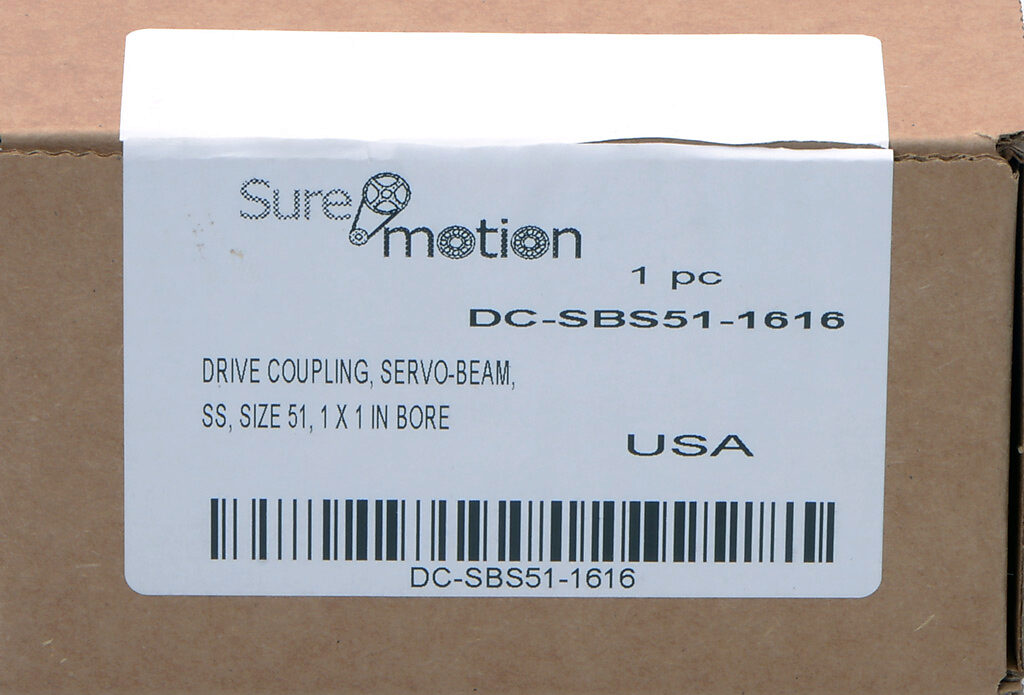 Sure
motion
1 pc
DC-SBS51-1616
DRIVE COUPLING, SERVO-BEAM,
SS, SIZE 51, 1 X 1 IN BORE
USA
DC-SBS51-1616